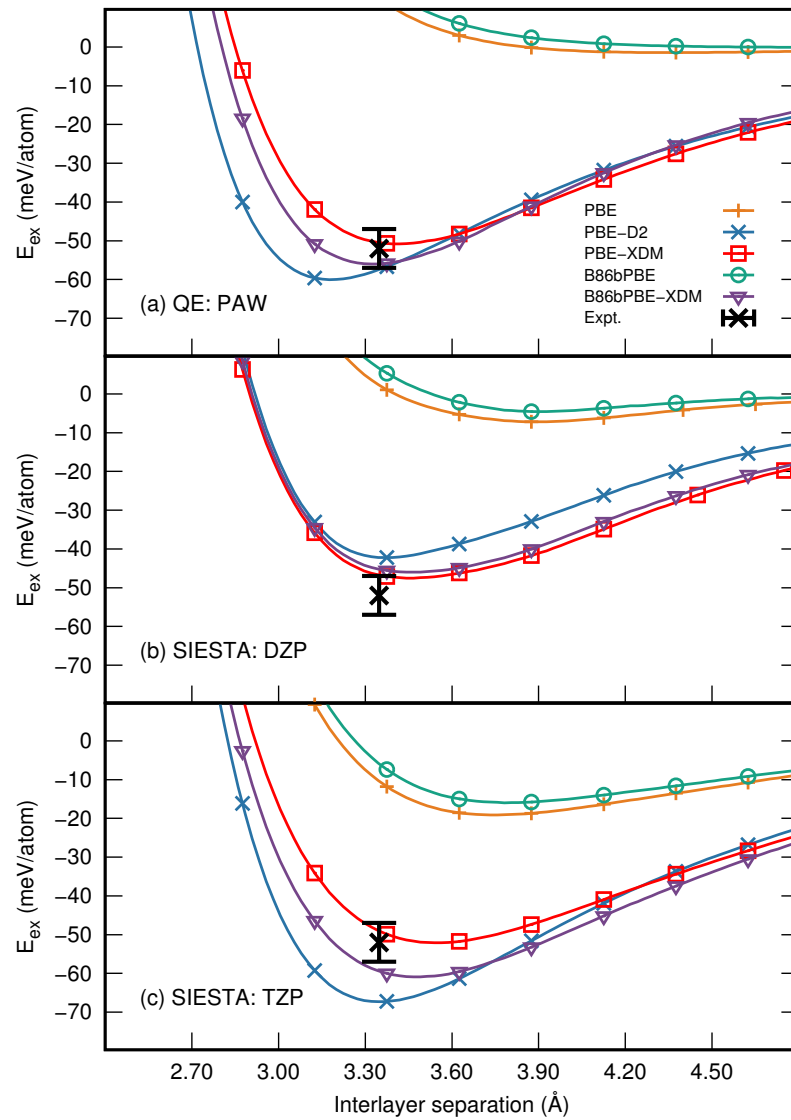 0
−10
−20
−30
−40
−50
−60
−70
E_ex (meV/atom)
PBE
PBE−D2
PBE−XDM
B86bPBE
B86bPBE−XDM
Expt.
(a) QE: PAW
0
−10
−20
−30
−40
−50
−60
−70
E_ex (meV/atom)
(b) SIESTA: DZP
0
−10
−20
−30
−40
−50
−60
−70
E_ex (meV/atom)
(c) SIESTA: TZP
2.70 3.00 3.30 3.60 3.90 4.20 4.50
Interlayer separation (Å)